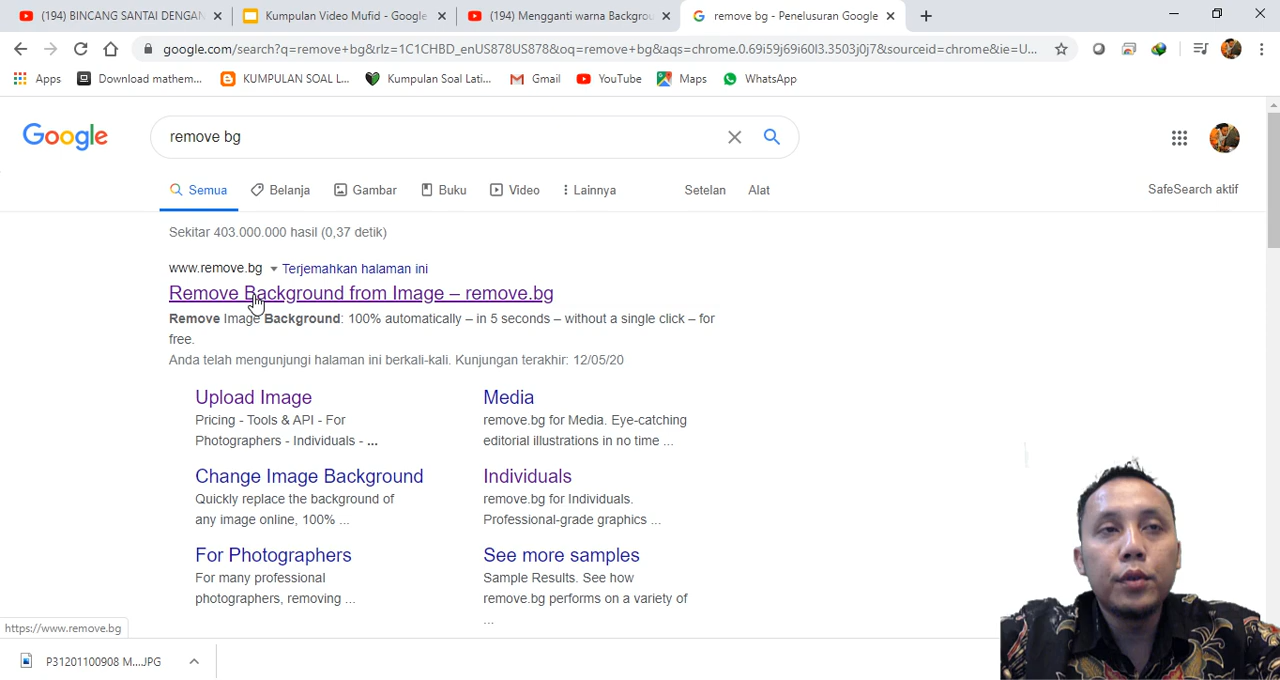 (194) BINCANG SANTAI DENGAN
Kumpulan Video Mufid - Google
(194) Mengganti warna Backgrou
remove bg - Penelusuran Google
google.com/search?q=remove+bg&rlz=1C1CHBD_enUS878US878&oq=remove+bg&aqs=chrome.0.69i59j69i60l3.3503j0j7&sourceid=chrome&ie=U...
Apps
Download mathem...
KUMPULAN SOAL L...
Kumpulan Soal Lati...
Gmail
YouTube
Maps
WhatsApp
Google
remove bg
Semua
Belanja
Gambar
Buku
Video
Lainnya
Setelan
Alat
SafeSearch aktif
Sekitar 403.000.000 hasil (0,37 detik)
www.remove.bg Terjemahkan halaman ini
Remove Background from Image – remove.bg
Remove Image Background: 100% automatically – in 5 seconds – without a single click – for
free.
Anda telah mengunjungi halaman ini berkali-kali. Kunjungan terakhir: 12/05/20
Upload Image
Pricing - Tools & API - For
Photographers - Individuals - ...
Media
remove.bg for Media. Eye-catching
editorial illustrations in no time ...
Change Image Background
Quickly replace the background of
any image online, 100% ...
Individuals
remove.bg for Individuals.
Professional-grade graphics ...
For Photographers
For many professional
photographers, removing ...
See more samples
Sample Results. See how
remove.bg performs on a variety of
...
https://www.remove.bg
P31201100908 M....JPG